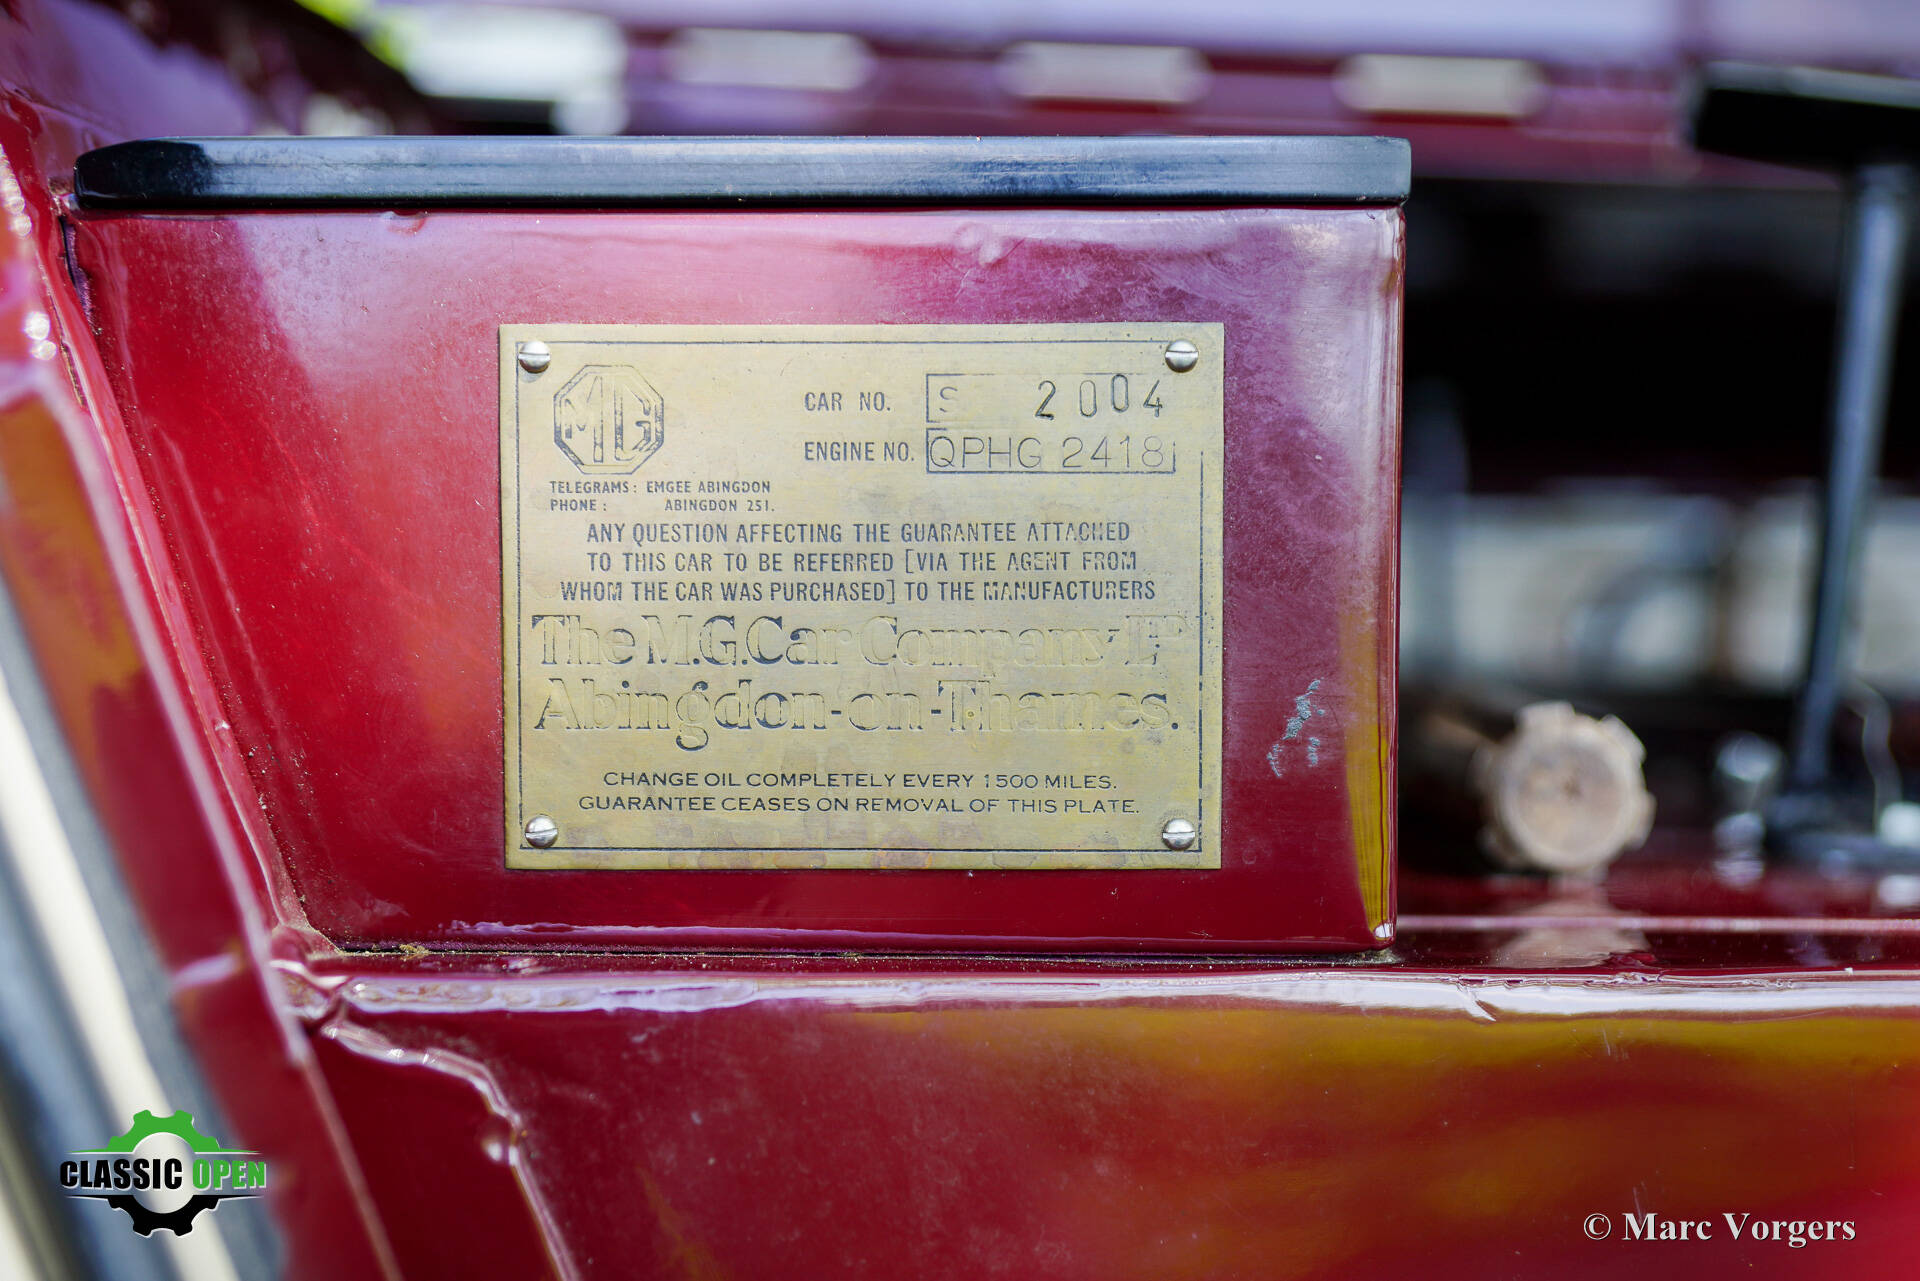 MG
CAR NO. S 2004
ENGINE NO. QPHG 2418
TELEGRAMS: EMGEE ABINGDON
PHONE: ABINGDON 251.
ANY QUESTION AFFECTING THE GUARANTEE ATTACHED
TO THIS CAR TO BE REFERRED [VIA THE AGENT FROM
WHOM THE CAR WAS PURCHASED] TO THE MANUFACTURERS
The M.G. Car Company LTD
Abingdon-on-Thames.
CHANGE OIL COMPLETELY EVERY 1500 MILES.
GUARANTEE CEASES ON REMOVAL OF THIS PLATE.
CLASSIC OPEN
© Marc Vorgers